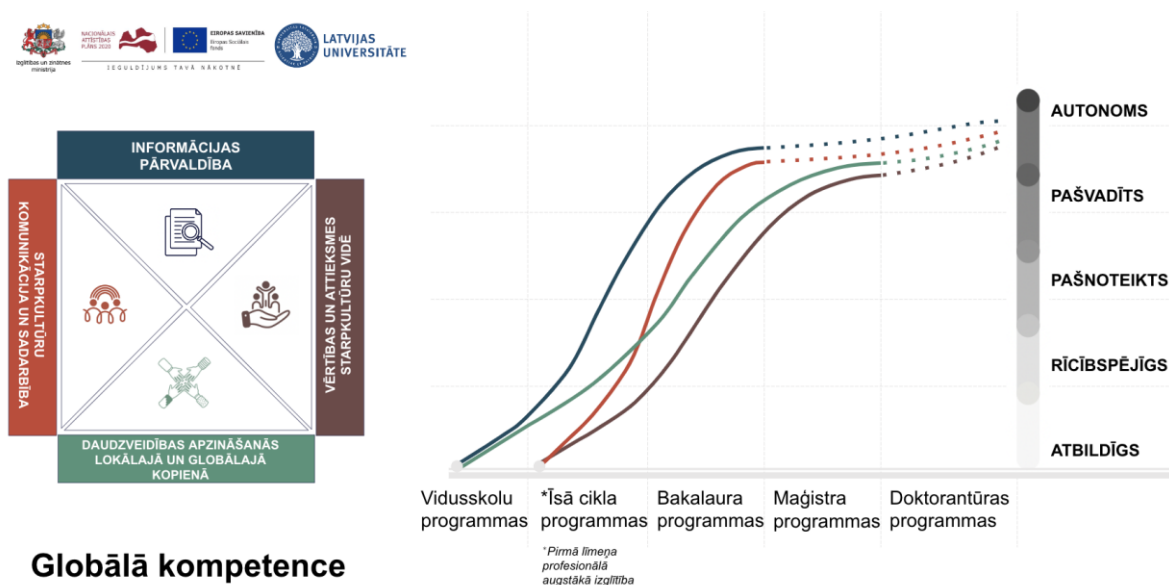 Izglītības un zinātnes
ministrija
NACIONĀLAIS
ATTĪSTĪBAS
PLĀNS 2020
EIROPAS SAVIENĪBA
Eiropas Sociālais
fonds
IEGULDĪJUMS TAVĀ NĀKOTNĒ
LATVIJAS
UNIVERSITĀTE
INFORMĀCIJAS
PĀRVALDĪBA
STARPKULTŪRU
KOMUNIKĀCIJA UN SADARBĪBA
VĒRTĪBAS UN ATTIEKSMES
STARPKULTŪRU VIDĒ
DAUDZVEIDĪBAS APZINĀŠANĀS
LOKĀLAJĀ UN GLOBĀLAJĀ
KOPIENĀ
Globālā kompetence
AUTONOMS
PAŠVADĪTS
PAŠNOTEIKTS
RĪCĪBSPĒJĪGS
ATBILDĪGS
Vidusskolu
programmas
*Īsā cikla
programmas
Bakalaura
programmas
Maģistra
programmas
Doktorantūras
programmas
*Pirmā līmeņa
profesionālā
augstākā izglītība